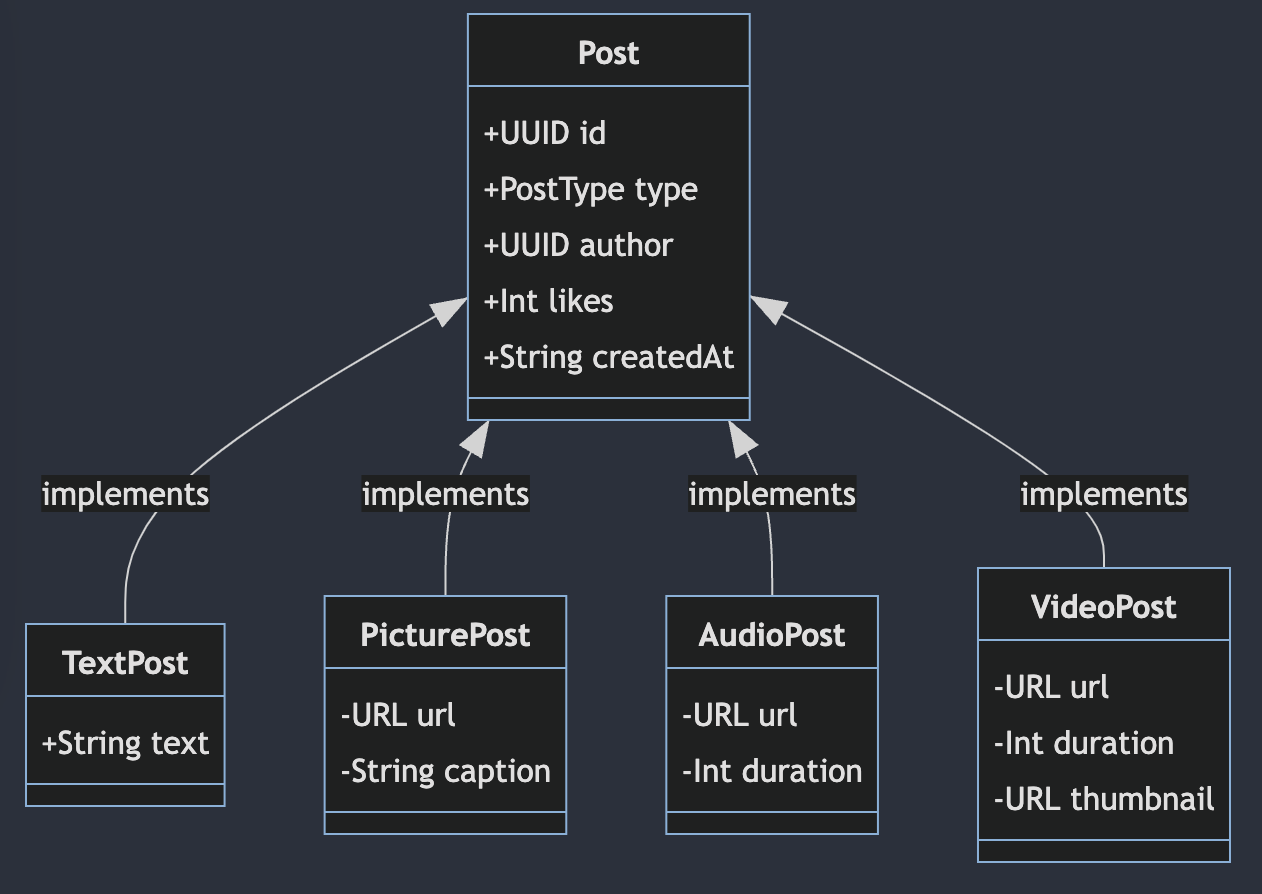 Post
+UUID id
+PostType type
+UUID author
+Int likes
+String createdAt
implements
implements
implements
implements
TextPost
+String text
PicturePost
-URL url
-String caption
AudioPost
-URL url
-Int duration
VideoPost
-URL url
-Int duration
-URL thumbnail